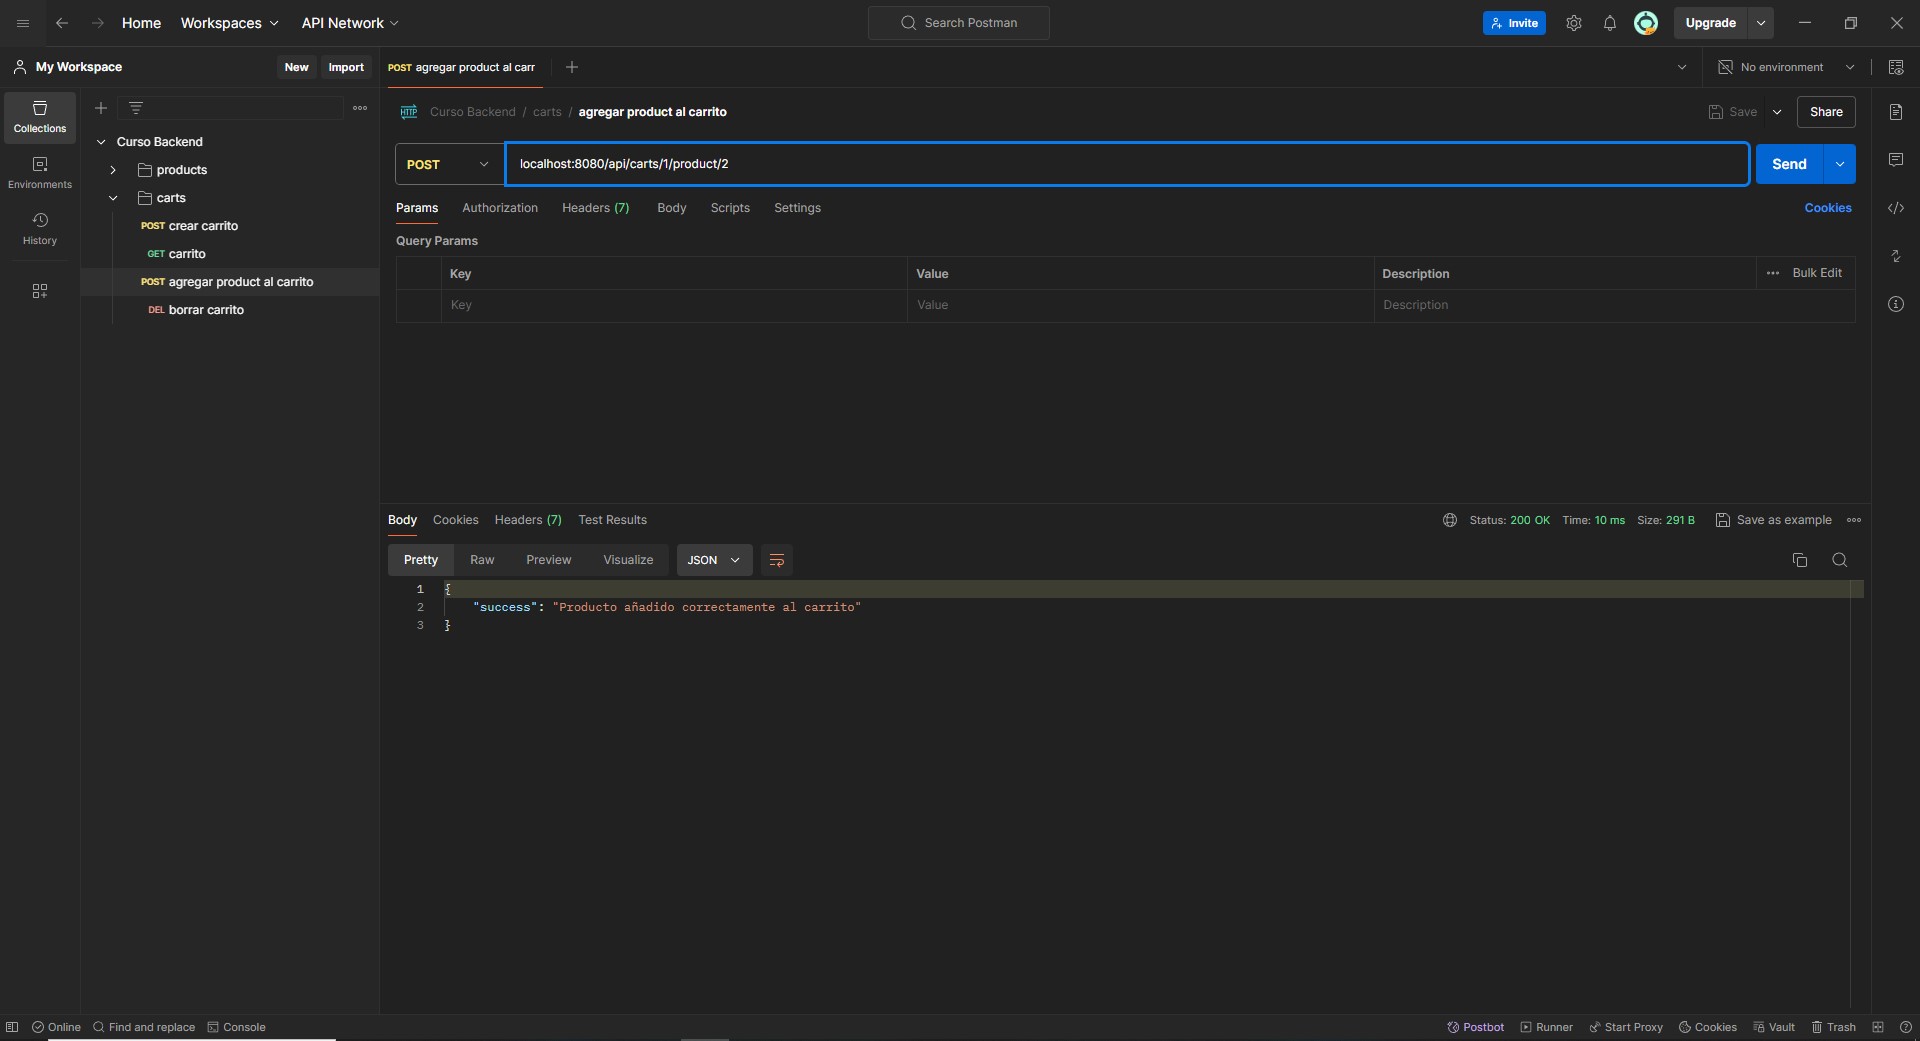 Home Workspaces API Network Search Postman Invite Upgrade
My Workspace New Import POST agregar product al carr No environment
Collections
Environments
History
Curso Backend
products
carts
POST crear carrito
GET carrito
POST agregar product al carrito
DEL borrar carrito
HTTP Curso Backend / carts / agregar product al carrito Save Share
POST localhost:8080/api/carts/1/product/2 Send
Params Authorization Headers (7) Body Scripts Settings Cookies
Query Params
Key Value Description Bulk Edit
Key Value Description
Body Cookies Headers (7) Test Results Status: 200 OK Time: 10 ms Size: 291 B Save as example
Pretty Raw Preview Visualize JSON
1 {
2 "success": "Producto añadido correctamente al carrito"
3 }
Online Find and replace Console Postbot Runner Start Proxy Cookies Vault Trash